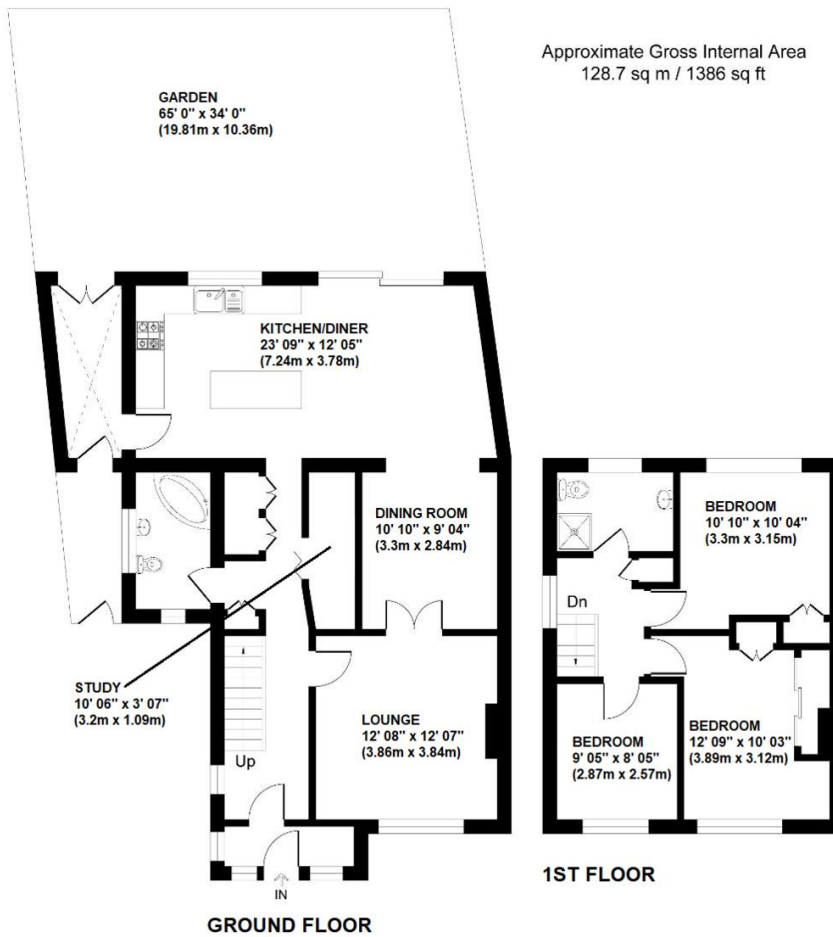 Approximate Gross Internal Area
128.7 sq m / 1386 sq ft
GARDEN
65' 0" x 34' 0"
(19.81m x 10.36m)
KITCHEN/DINER
23' 09" x 12' 05"
(7.24m x 3.78m)
DINING ROOM
10' 10" x 9' 04"
(3.3m x 2.84m)
STUDY
10' 06" x 3' 07"
(3.2m x 1.09m)
LOUNGE
12' 08" x 12' 07"
(3.86m x 3.84m)
Up
IN
GROUND FLOOR
BEDROOM
10' 10" x 10' 04"
(3.3m x 3.15m)
Dn
BEDROOM
9' 05" x 8' 05"
(2.87m x 2.57m)
BEDROOM
12' 09" x 10' 03"
(3.89m x 3.12m)
1ST FLOOR